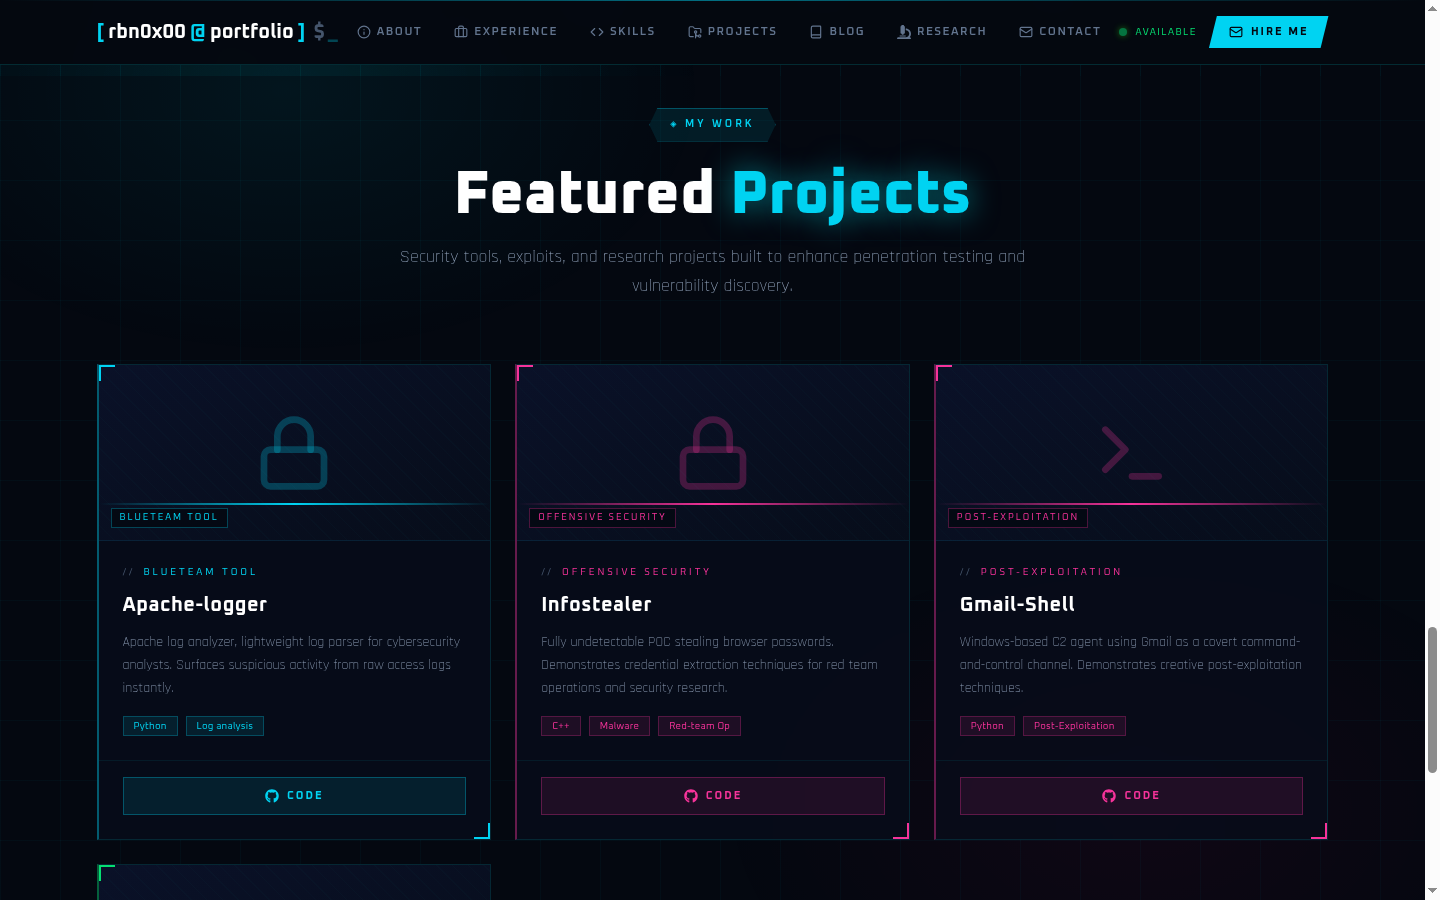 [ rbn0x00 @ portfolio ] $_
ABOUT
EXPERIENCE
SKILLS
PROJECTS
BLOG
RESEARCH
CONTACT
AVAILABLE
HIRE ME
MY WORK
Featured Projects
Security tools, exploits, and research projects built to enhance penetration testing and
vulnerability discovery.
BLUETEAM TOOL
// BLUETEAM TOOL
Apache-logger
Apache log analyzer, lightweight log parser for cybersecurity
analysts. Surfaces suspicious activity from raw access logs
instantly.
Python
Log analysis
CODE
OFFENSIVE SECURITY
// OFFENSIVE SECURITY
Infostealer
Fully undetectable POC stealing browser passwords.
Demonstrates credential extraction techniques for red team
operations and security research.
C++
Malware
Red-team Op
CODE
POST-EXPLOITATION
// POST-EXPLOITATION
Gmail-Shell
Windows-based C2 agent using Gmail as a covert command-
and-control channel. Demonstrates creative post-exploitation
techniques.
Python
Post-Exploitation
CODE